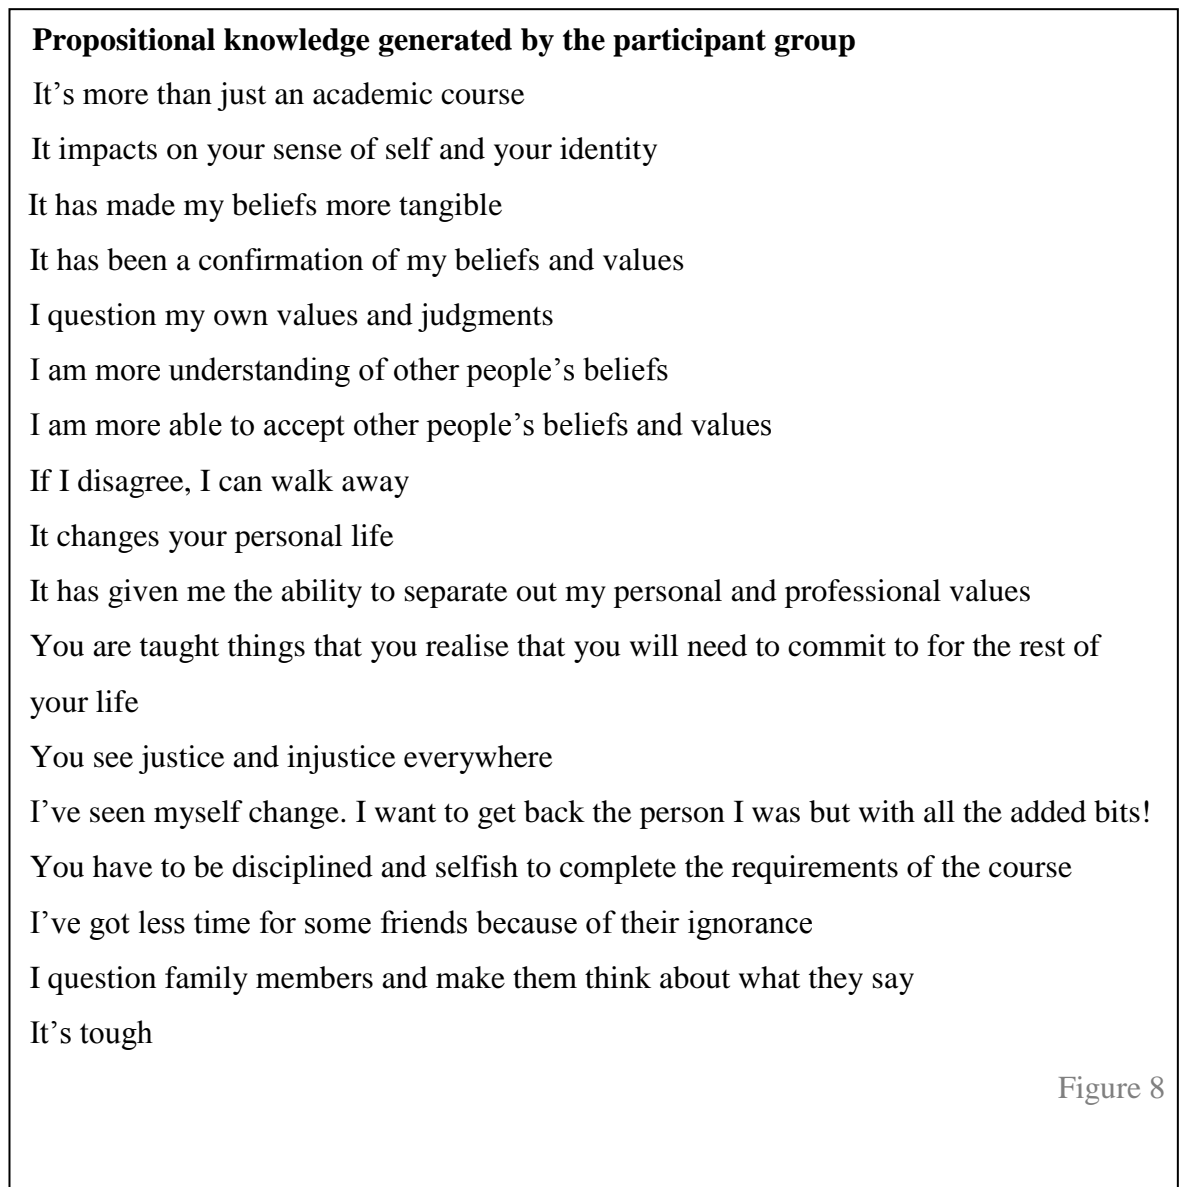 Propositional knowledge generated by the participant group
It’s more than just an academic course
It impacts on your sense of self and your identity
It has made my beliefs more tangible
It has been a confirmation of my beliefs and values
I question my own values and judgments
I am more understanding of other people’s beliefs
I am more able to accept other people’s beliefs and values
If I disagree, I can walk away
It changes your personal life
It has given me the ability to separate out my personal and professional values
You are taught things that you realise that you will need to commit to for the rest of
your life
You see justice and injustice everywhere
I’ve seen myself change. I want to get back the person I was but with all the added bits!
You have to be disciplined and selfish to complete the requirements of the course
I’ve got less time for some friends because of their ignorance
I question family members and make them think about what they say
It’s tough
Figure 8